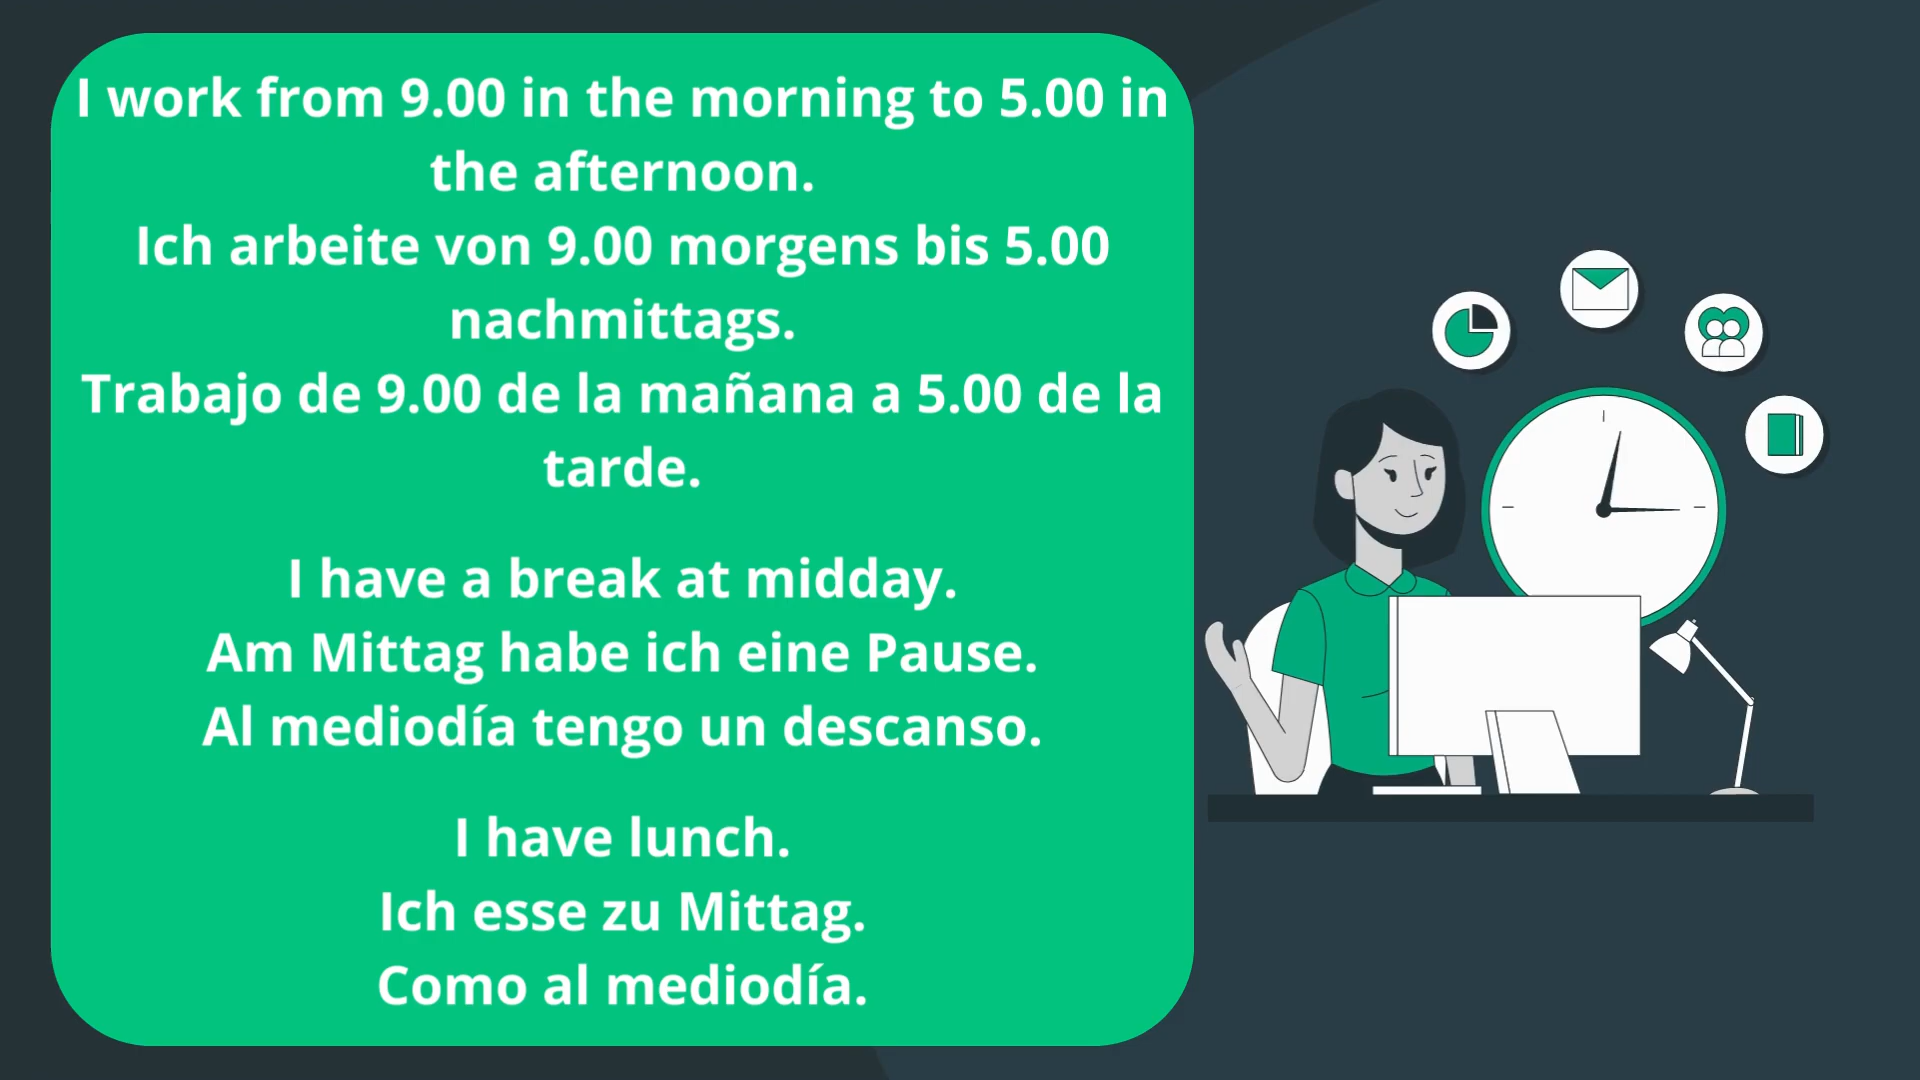 I work from 9.00 in the morning to 5.00 in
the afternoon.
Ich arbeite von 9.00 morgens bis 5.00
nachmittags.
Trabajo de 9.00 de la mañana a 5.00 de la
tarde.
I have a break at midday.
Am Mittag habe ich eine Pause.
Al mediodía tengo un descanso.
I have lunch.
Ich esse zu Mittag.
Como al mediodía.